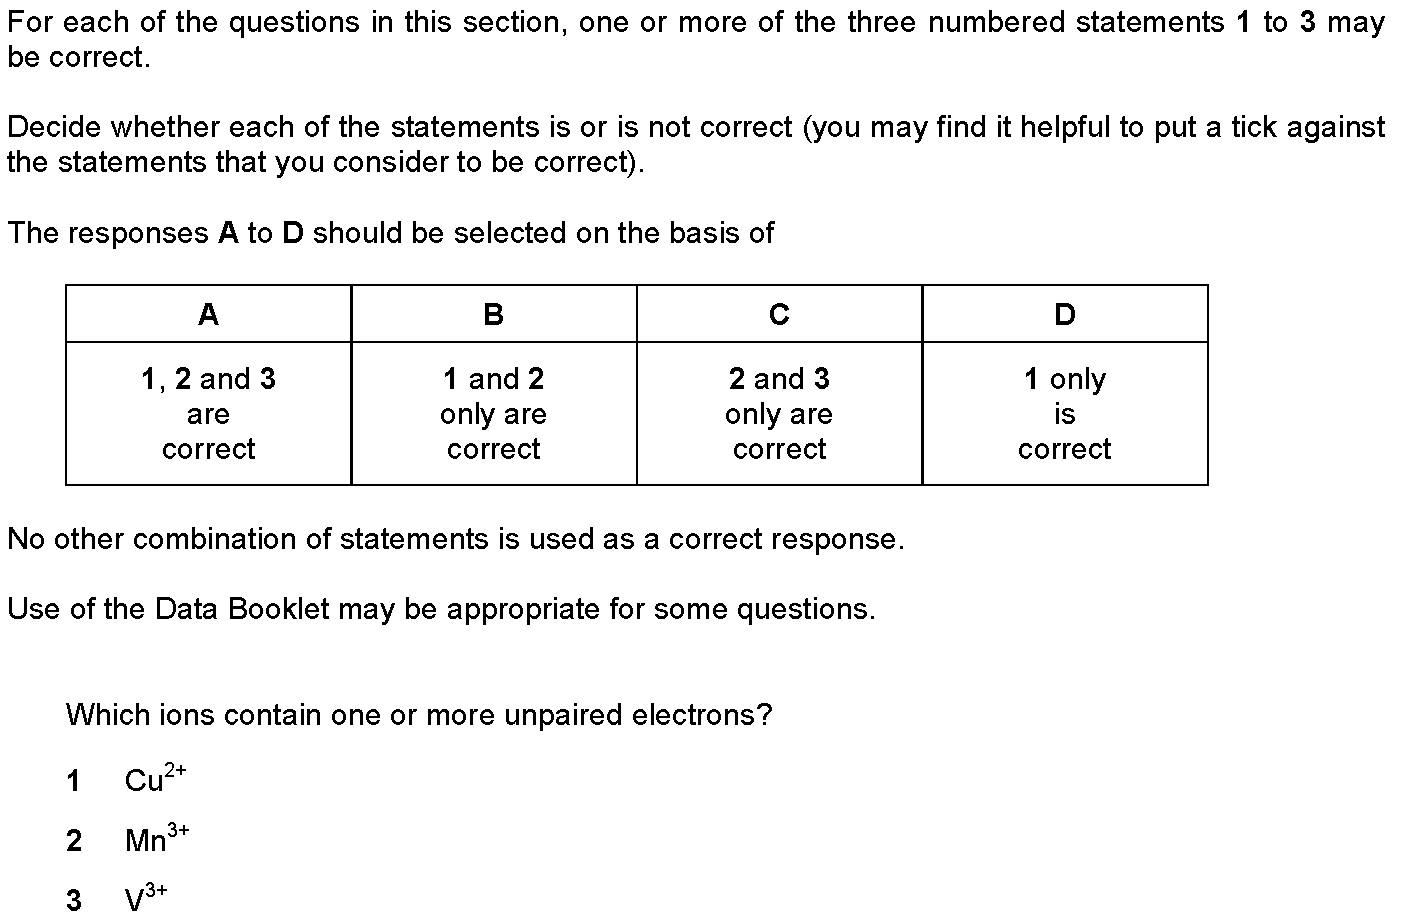 For each of the questions in this section, one or more of the three numbered statements 1 to 3 may
be correct.
Decide whether each of the statements is or is not correct (you may find it helpful to put a tick against
the statements that you consider to be correct).
The responses A to D should be selected on the basis of
A B C D
1, 2 and 3 1 and 2 2 and 3 1 only
are only are only are is
correct correct correct correct
No other combination of statements is used as a correct response.
Use of the Data Booklet may be appropriate for some questions.
Which ions contain one or more unpaired electrons?
1 Cu²⁺
2 Mn³⁺
3 V³⁺